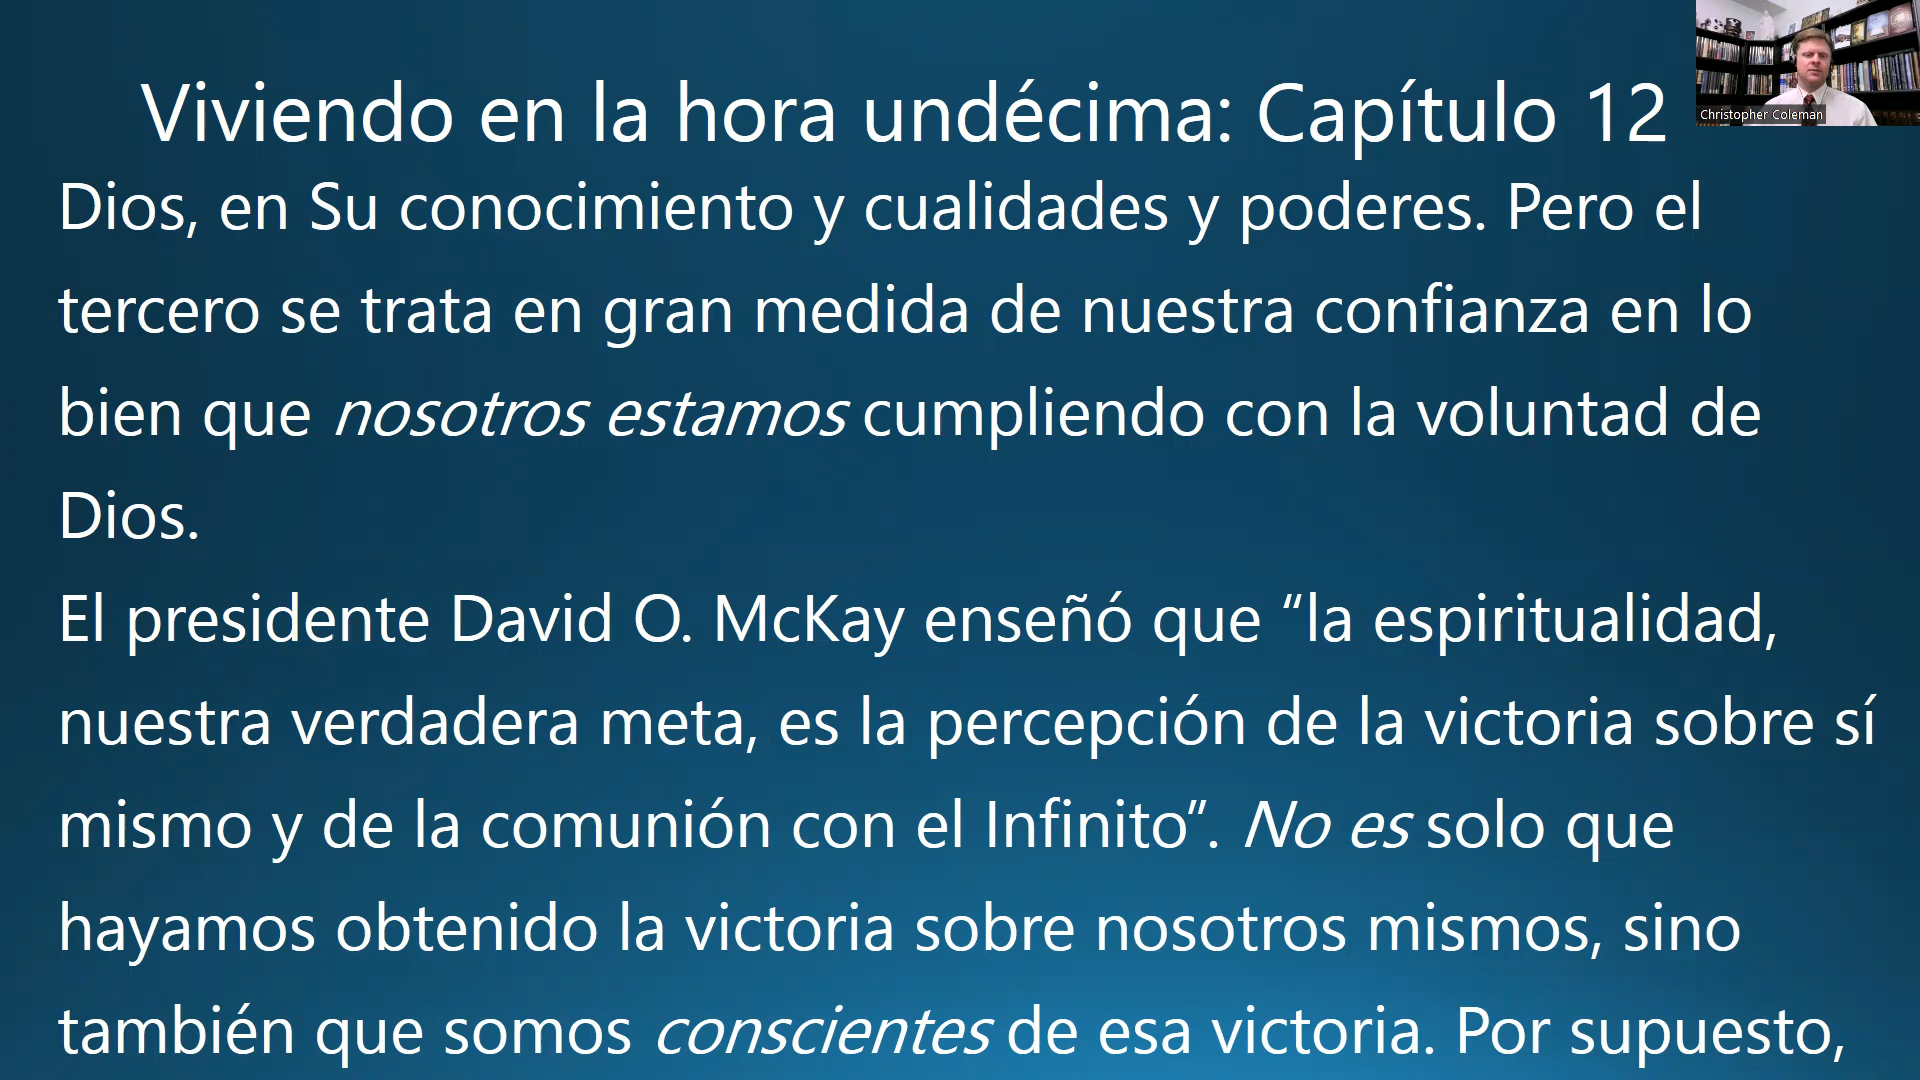 Viviendo en la hora undécima: Capítulo 12
Christopher Coleman
Dios, en Su conocimiento y cualidades y poderes. Pero el
tercero se trata en gran medida de nuestra confianza en lo
bien que nosotros estamos cumpliendo con la voluntad de
Dios.
El presidente David O. McKay enseñó que “la espiritualidad,
nuestra verdadera meta, es la percepción de la victoria sobre sí
mismo y de la comunión con el Infinito”. No es solo que
hayamos obtenido la victoria sobre nosotros mismos, sino
también que somos conscientes de esa victoria. Por supuesto,